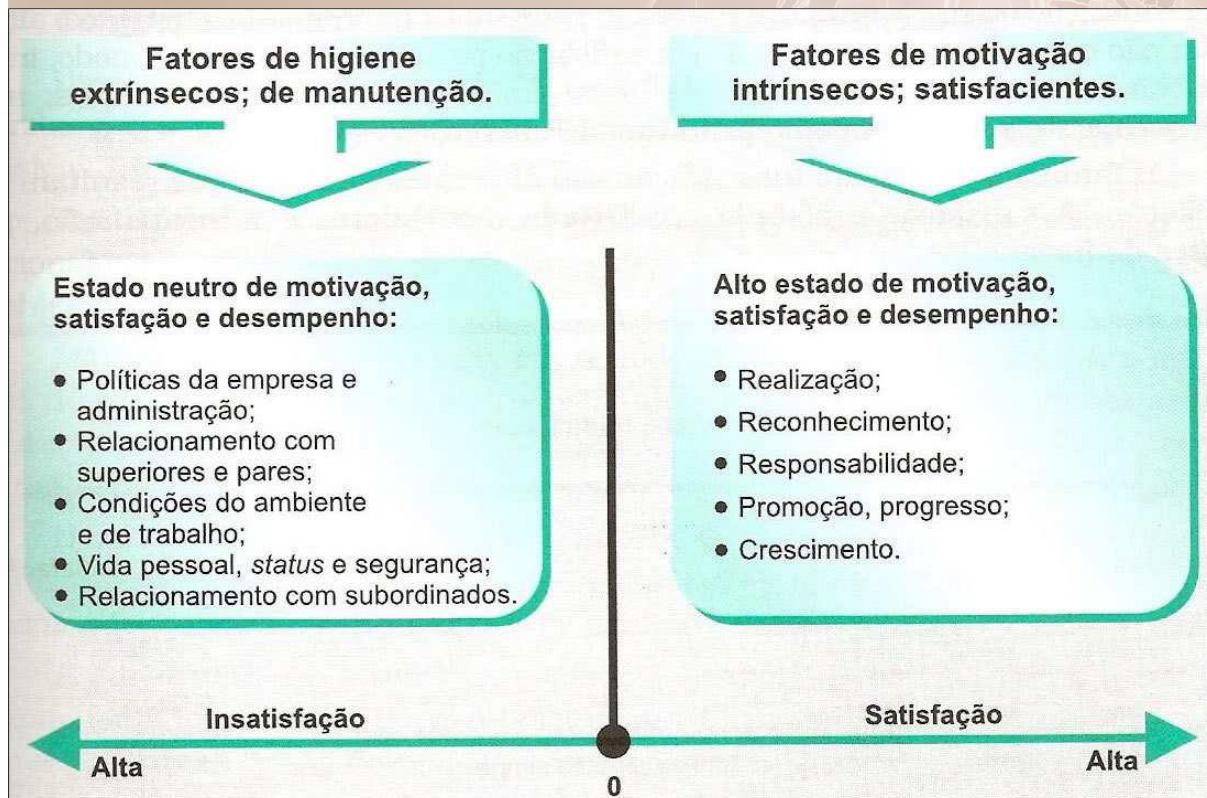 Fatores de higiene
extrínsecos; de manutenção.
Fatores de motivação
intrínsecos; satisfacientes.
Estado neutro de motivação,
satisfação e desempenho:
• Políticas da empresa e
administração;
• Relacionamento com
superiores e pares;
• Condições do ambiente
e de trabalho;
• Vida pessoal, status e segurança;
• Relacionamento com subordinados.
Alto estado de motivação,
satisfação e desempenho:
• Realização;
• Reconhecimento;
• Responsabilidade;
• Promoção, progresso;
• Crescimento.
Insatisfação
Satisfação
Alta
0
Alta